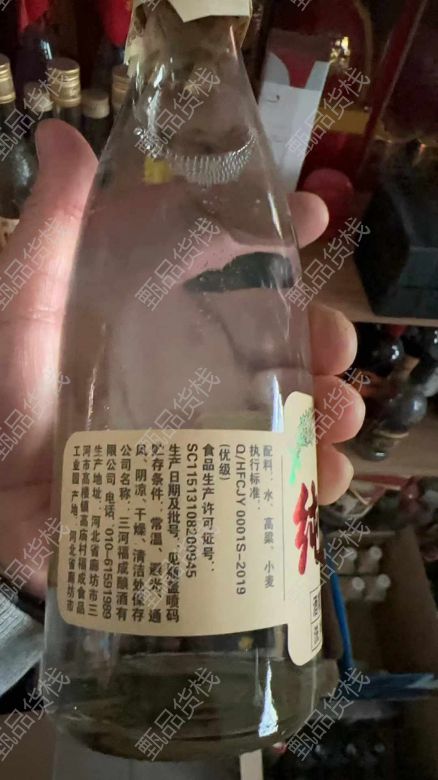 配料：水、高粱、小麦
执行标准：
Q/HFCJY 0001S-2019
(优级)
食品生产许可证号：
SC11513108200945
生产日期及批号：见瓶盖喷码
贮存条件：常温、避光、通
风、阴凉、干燥、清洁处保存
公司名称：三河福成酿酒有
限公司 电话：010-61591989
生产地址：河北省廊坊市三
河市高楼镇高庙村福成食品
工业园 产地：河北省廊坊市
纯
甄品货栈